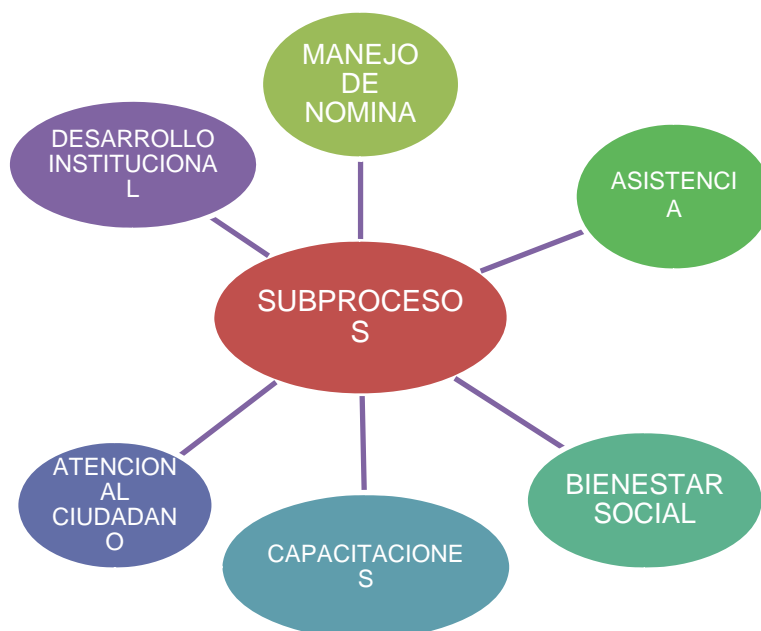 MANEJO
DE
NOMINA
DESARROLLO
INSTITUCIONA
L
ASISTENCI
A
SUBPROCESO
S
ATENCION
AL
CIUDADAN
O
BIENESTAR
SOCIAL
CAPACITACIONE
S